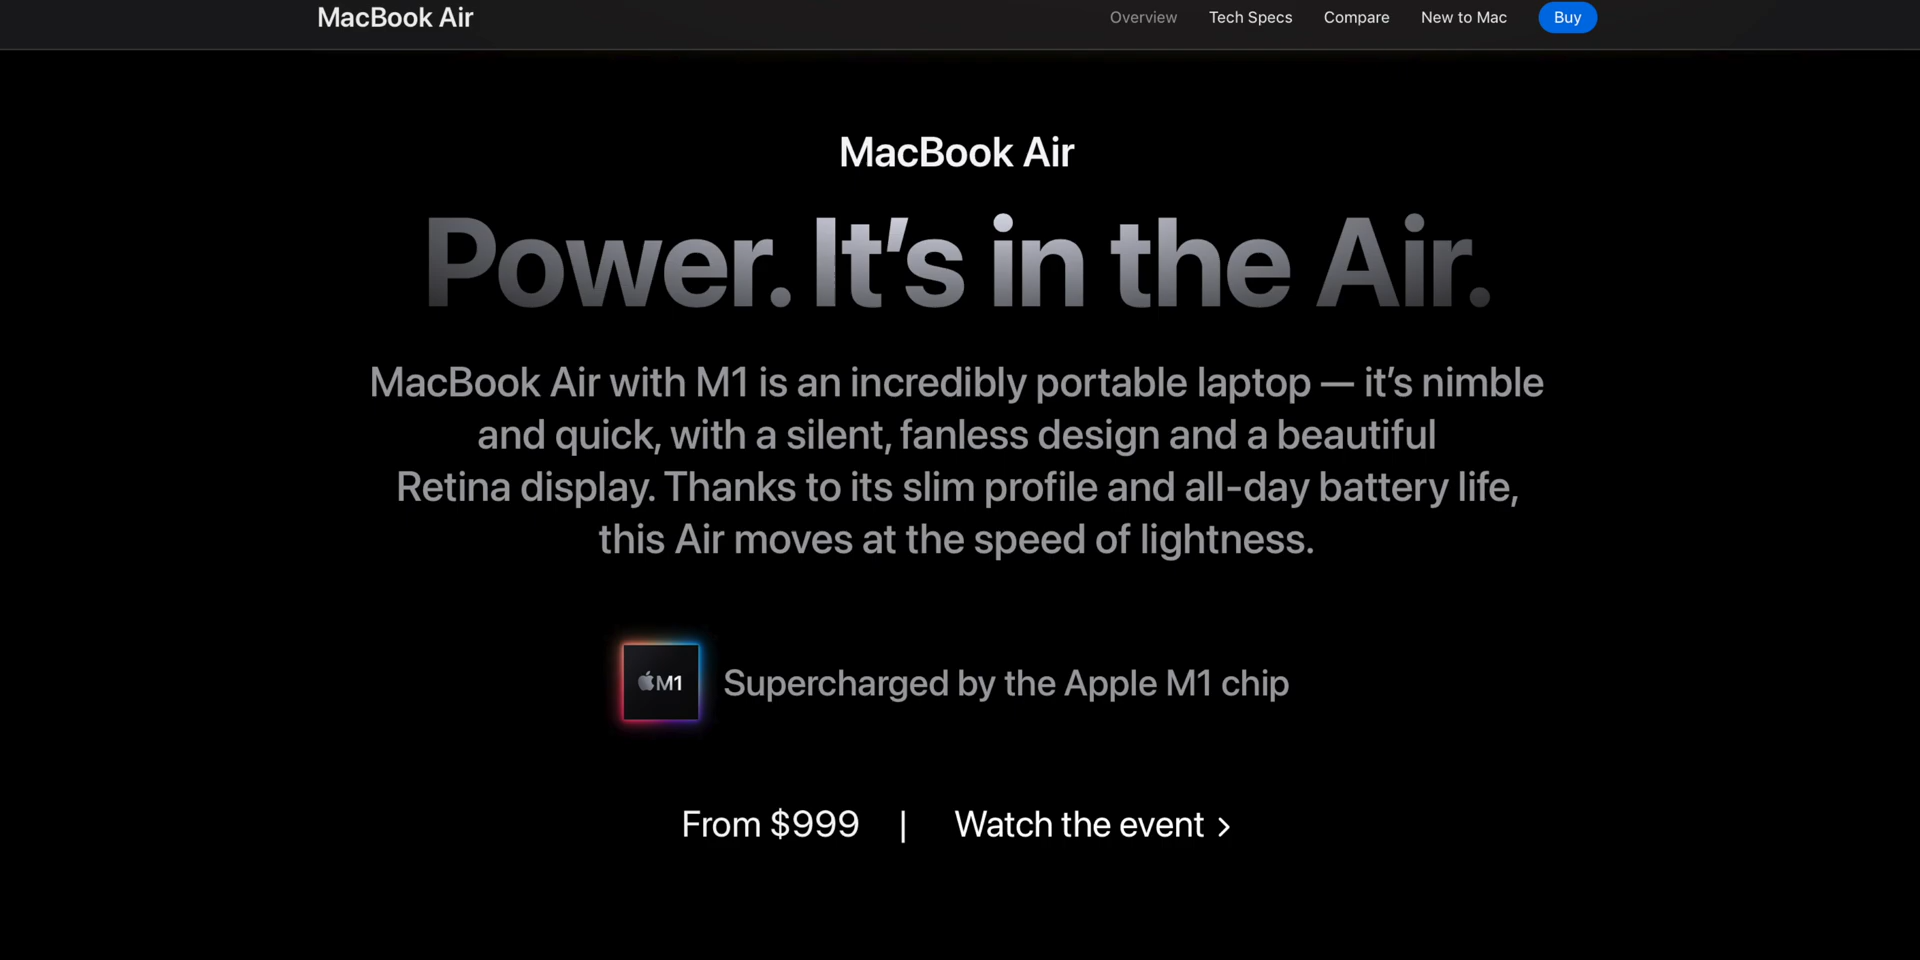 MacBook Air
Overview
Tech Specs
Compare
New to Mac
Buy
MacBook Air
Power. It’s in the Air.
MacBook Air with M1 is an incredibly portable laptop — it’s nimble
and quick, with a silent, fanless design and a beautiful
Retina display. Thanks to its slim profile and all-day battery life,
this Air moves at the speed of lightness.
M1
Supercharged by the Apple M1 chip
From $999 | Watch the event >